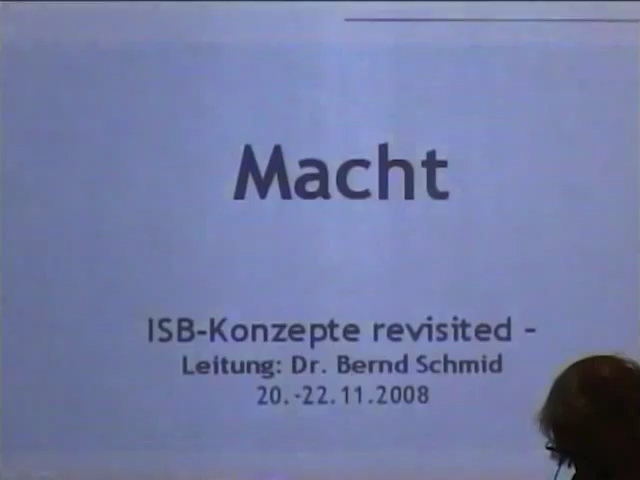 Macht
ISB-Konzepte revisited -
Leitung: Dr. Bernd Schmid
20.-22.11.2008